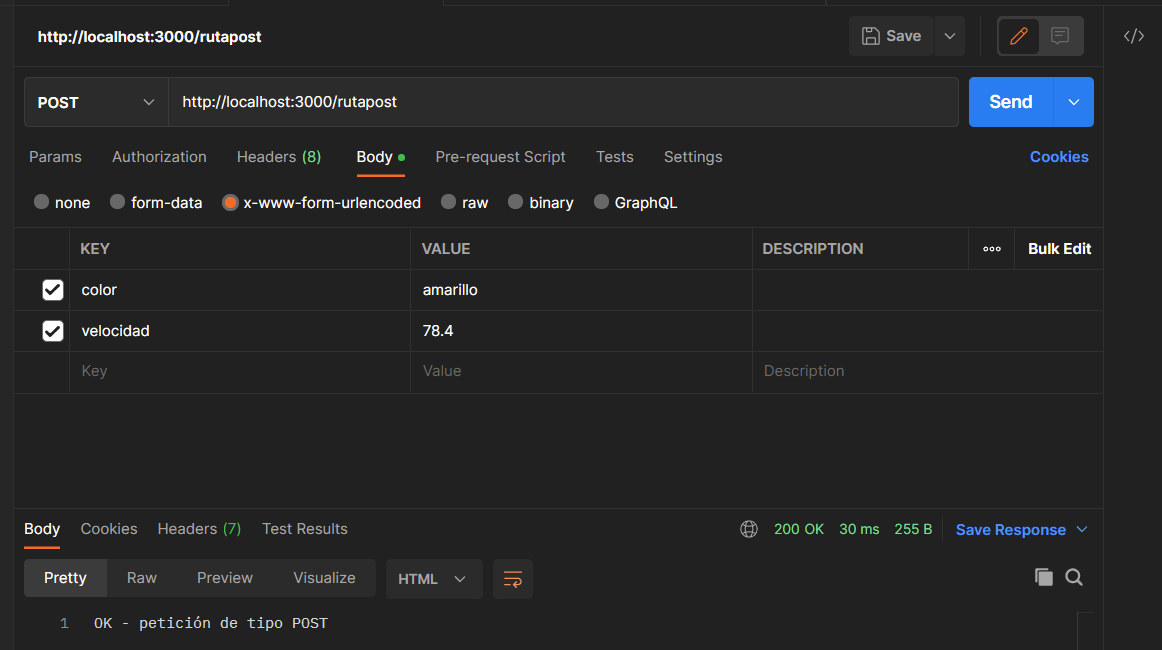 http://localhost:3000/rutapost Save </>
POST http://localhost:3000/rutapost Send
Params Authorization Headers (8) Body Pre-request Script Tests Settings Cookies
none form-data x-www-form-urlencoded raw binary GraphQL
KEY VALUE DESCRIPTION Bulk Edit
color amarillo
velocidad 78.4
Key Value Description
Body Cookies Headers (7) Test Results 200 OK 30 ms 255 B Save Response
Pretty Raw Preview Visualize HTML
1 OK - petición de tipo POST